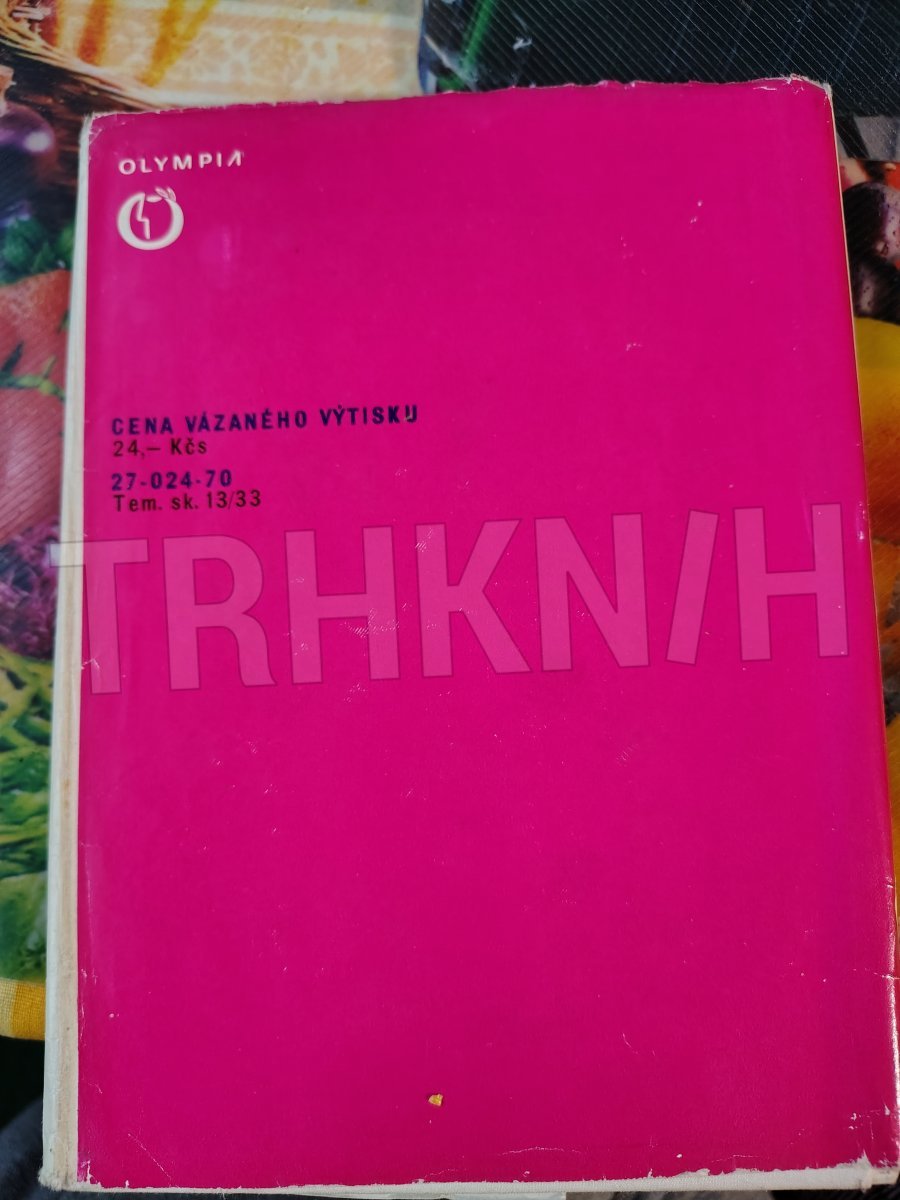 OLYMPIA
CENA VÁZANÉHO VÝTISKU
24,– Kčs
27-024-70
Tem. sk. 13/33
TRHKNIH